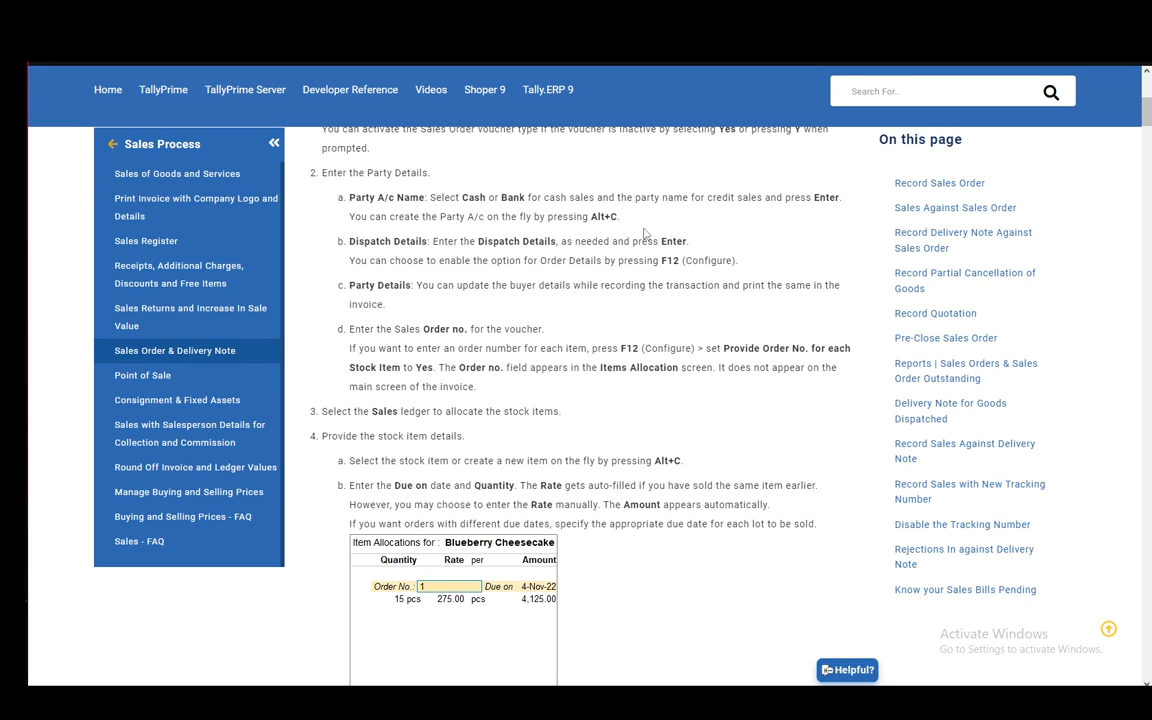 Home TallyPrime TallyPrime Server Developer Reference Videos Shoper 9 Tally.ERP 9
Search For..
Sales Process
Sales of Goods and Services
Print Invoice with Company Logo and
Details
Sales Register
Receipts, Additional Charges,
Discounts and Free Items
Sales Returns and Increase In Sale
Value
Sales Order & Delivery Note
Point of Sale
Consignment & Fixed Assets
Sales with Salesperson Details for
Collection and Commission
Round Off Invoice and Ledger Values
Manage Buying and Selling Prices
Buying and Selling Prices - FAQ
Sales - FAQ
You can activate the Sales Order voucher type if the voucher is inactive by selecting Yes or pressing Y when
prompted.
2. Enter the Party Details.
a. Party A/c Name: Select Cash or Bank for cash sales and the party name for credit sales and press Enter.
You can create the Party A/c on the fly by pressing Alt+C.
b. Dispatch Details: Enter the Dispatch Details, as needed and press Enter.
You can choose to enable the option for Order Details by pressing F12 (Configure).
c. Party Details: You can update the buyer details while recording the transaction and print the same in the
invoice.
d. Enter the Sales Order no. for the voucher.
If you want to enter an order number for each item, press F12 (Configure) > set Provide Order No. for each
Stock Item to Yes. The Order no. field appears in the Items Allocation screen. It does not appear on the
main screen of the invoice.
3. Select the Sales ledger to allocate the stock items.
4. Provide the stock item details.
a. Select the stock item or create a new item on the fly by pressing Alt+C.
b. Enter the Due on date and Quantity. The Rate gets auto-filled if you have sold the same item earlier.
However, you may choose to enter the Rate manually. The Amount appears automatically.
If you want orders with different due dates, specify the appropriate due date for each lot to be sold.
Item Allocations for : Blueberry Cheesecake
Quantity Rate per Amount
Order No.: 1 Due on 4-Nov-22
15 pcs 275.00 pcs 4,125.00
On this page
Record Sales Order
Sales Against Sales Order
Record Delivery Note Against
Sales Order
Record Partial Cancellation of
Goods
Record Quotation
Pre-Close Sales Order
Reports | Sales Orders & Sales
Order Outstanding
Delivery Note for Goods
Dispatched
Record Sales Against Delivery
Note
Record Sales with New Tracking
Number
Disable the Tracking Number
Rejections In against Delivery
Note
Know your Sales Bills Pending
Activate Windows
Go to Settings to activate Windows.
Helpful?